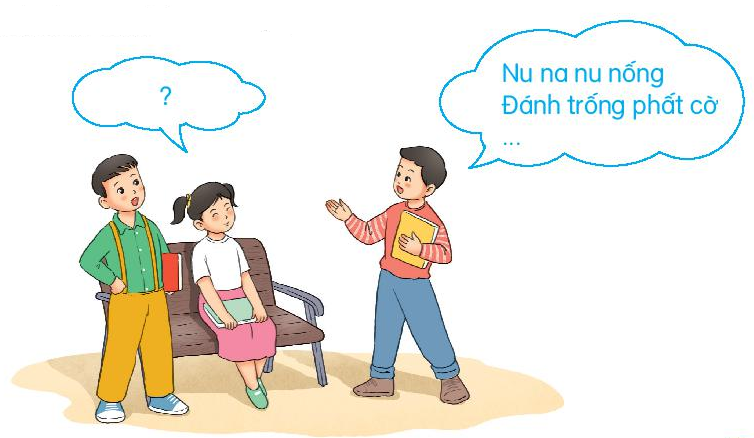 ?
Nu na nu nống
Đánh trống phất cờ
...